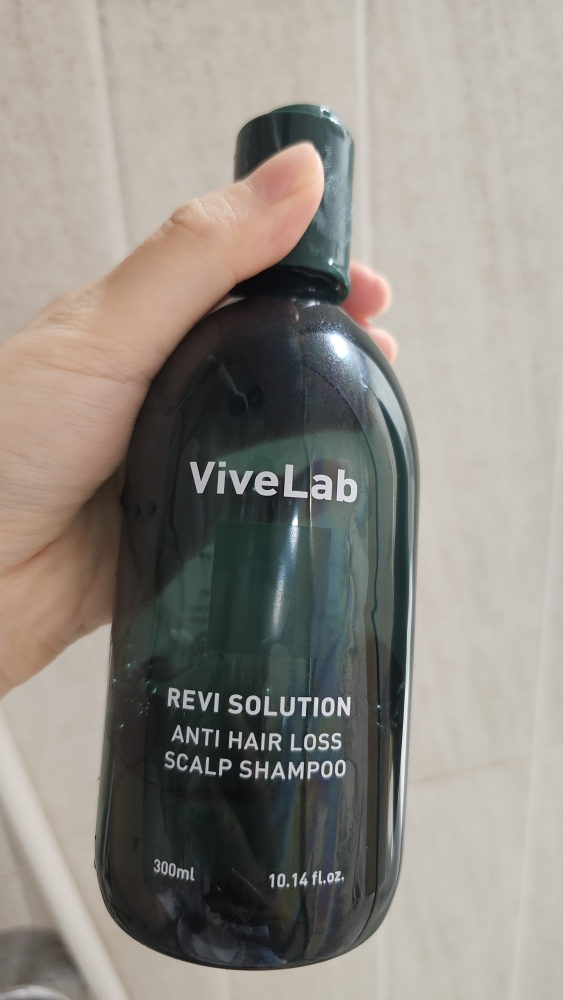 ViveLab
REVI SOLUTION
ANTI HAIR LOSS
SCALP SHAMPOO
300ml 10.14 fl.oz.